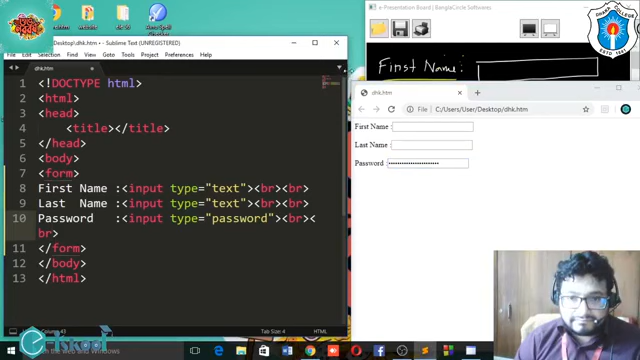 Desktop\dhk.htm • - Sublime Text (UNREGISTERED)
Edit Selection Find View Goto Tools Project Preferences Help
dhk.htm
1 <!DOCTYPE html>
2 <html>
3 <head>
4 <title></title>
5 </head>
6 <body>
7 <form>
8 First Name :<input type="text"><br><br>
9 Last Name :<input type="text"><br><br>
10 Password :<input type="password"><br><
br>
11 </form>
12 </body>
13 </html>
Column 43
Tab Size: 4
HTML
e-Iskool
e-Presentation Board | BangleCircle Softwares
First Name :
dhk.htm
File | C:/Users/User/Desktop/dhk.htm
First Name :
Last Name :
Password :